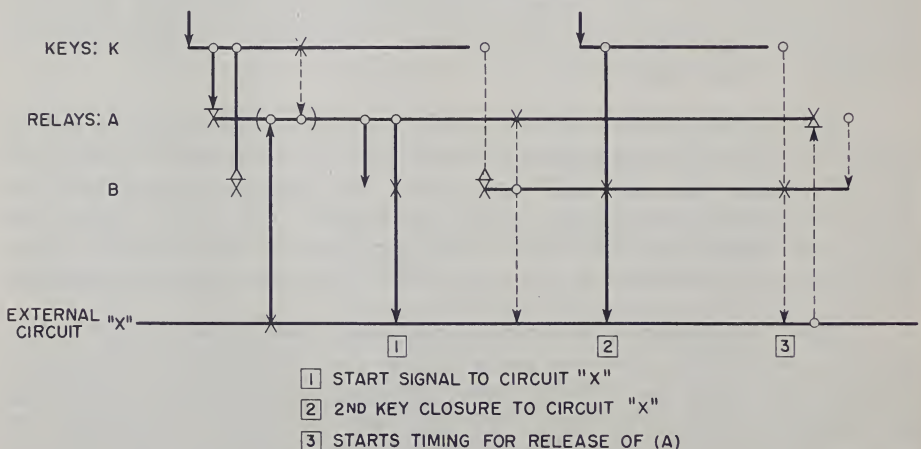 KEYS: K
RELAYS: A
B
EXTERNAL CIRCUIT "X"
1 2 3
1 START SIGNAL TO CIRCUIT "X"
2 2ND KEY CLOSURE TO CIRCUIT "X"
3 STARTS TIMING FOR RELEASE OF (A)